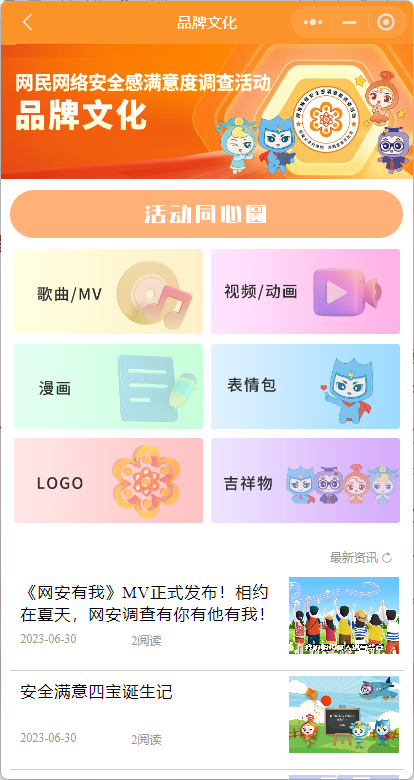 品牌文化
网民网络安全感满意度调查活动
品牌文化
活动同心圆
歌曲/MV
视频/动画
漫画
表情包
LOGO
吉祥物
最新资讯
《网安有我》MV正式发布！相约
在夏天，网安调查有你有他有我！
2023-06-30
2阅读
安全满意四宝诞生记
2023-06-30
2阅读